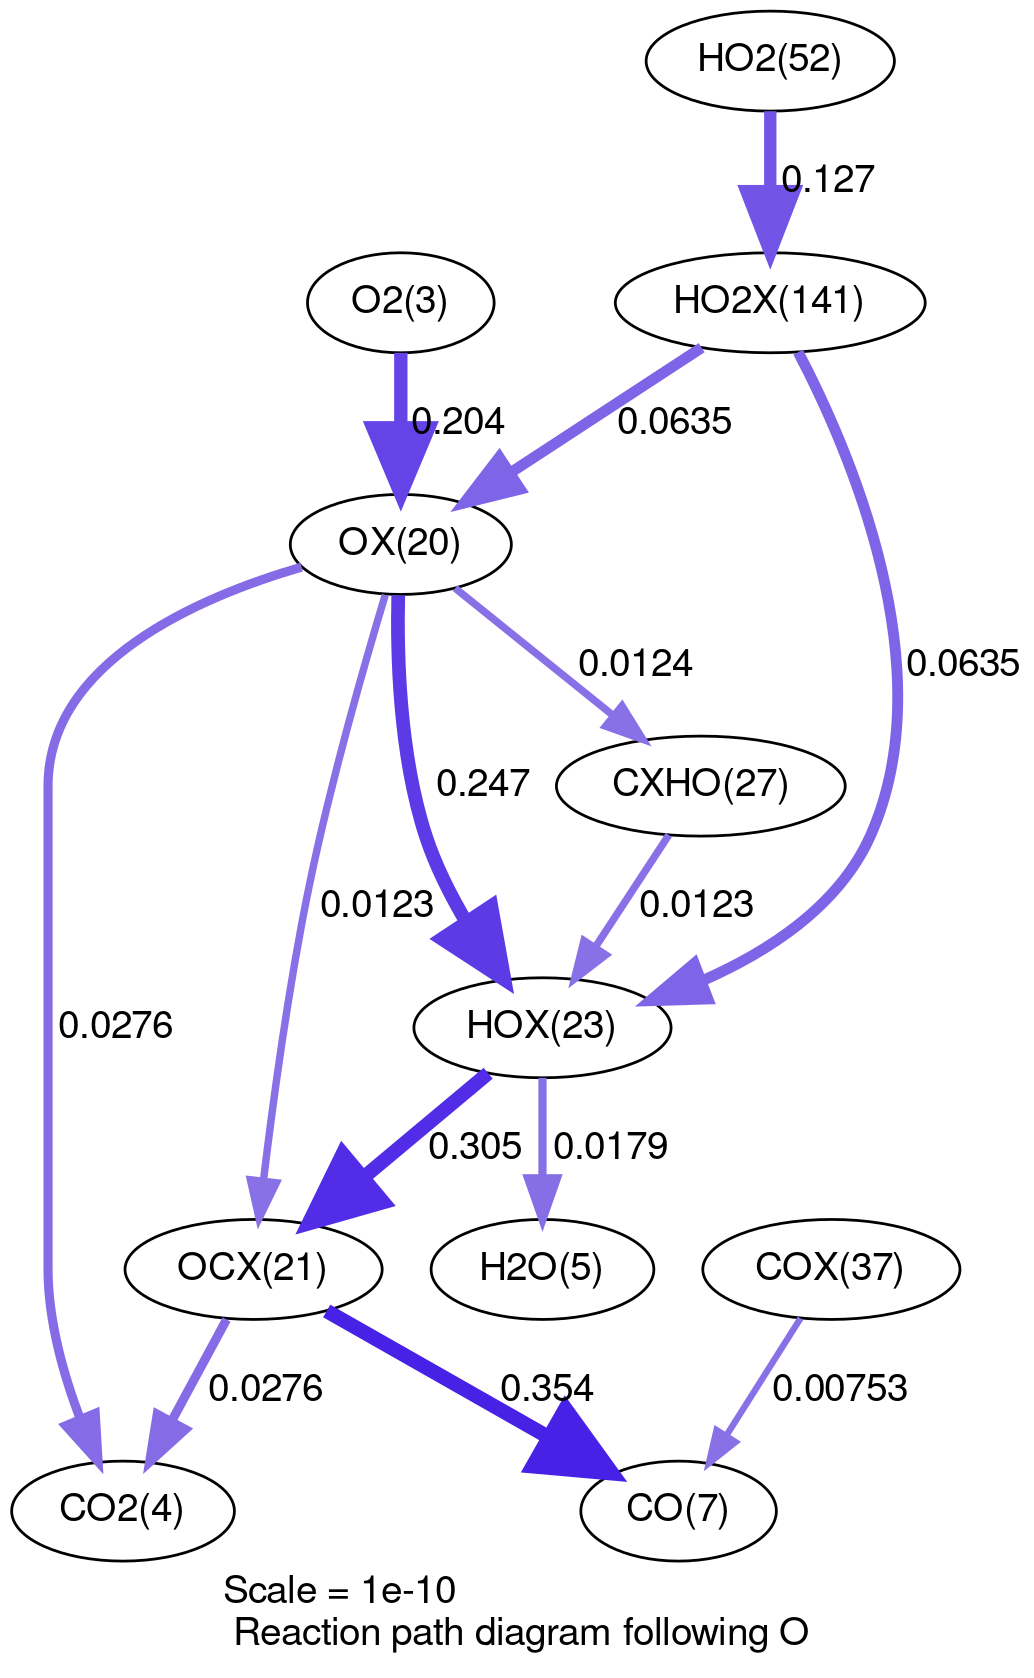 HO2(52)
0.127
O2(3)
HO2X(141)
0.204
0.0635
OX(20)
0.0124
0.0635
0.247
CXHO(27)
0.0123
0.0123
0.0276
HOX(23)
0.305
0.0179
OCX(21)
H2O(5)
COX(37)
0.0276
0.354
0.00753
CO2(4)
CO(7)
Scale = 1e-10
Reaction path diagram following O